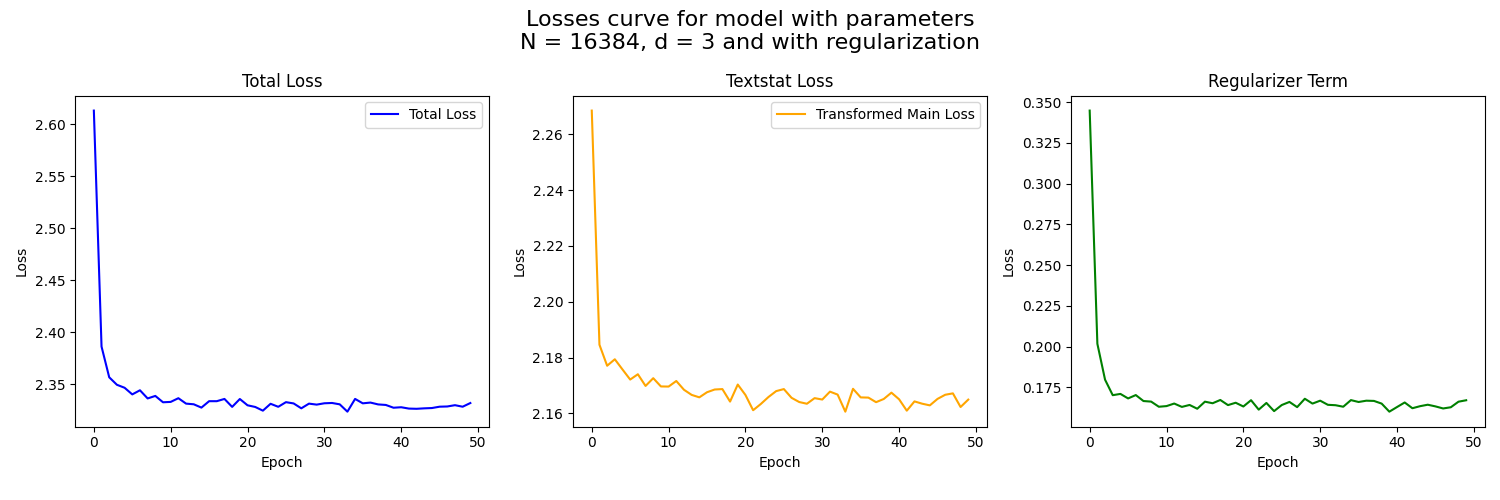 Losses curve for model with parameters
N = 16384, d = 3 and with regularization
Total Loss
Total Loss
2.60
2.55
2.50
2.45
2.40
2.35
Loss
0 10 20 30 40 50
Epoch
Textstat Loss
Transformed Main Loss
2.26
2.24
2.22
2.20
2.18
2.16
Loss
0 10 20 30 40 50
Epoch
Regularizer Term
0.350
0.325
0.300
0.275
0.250
0.225
0.200
0.175
Loss
0 10 20 30 40 50
Epoch